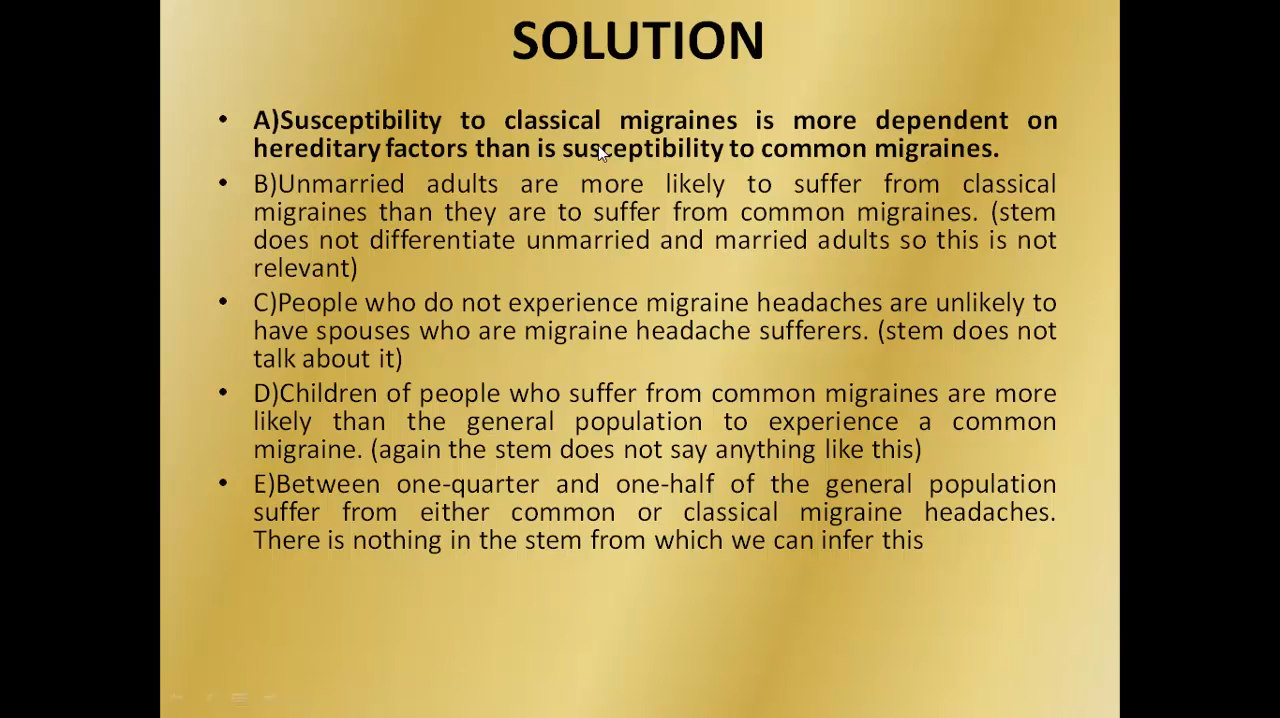 SOLUTION
• A)Susceptibility to classical migraines is more dependent on
hereditary factors than is susceptibility to common migraines.
• B)Unmarried adults are more likely to suffer from classical
migraines than they are to suffer from common migraines. (stem
does not differentiate unmarried and married adults so this is not
relevant)
• C)People who do not experience migraine headaches are unlikely to
have spouses who are migraine headache sufferers. (stem does not
talk about it)
• D)Children of people who suffer from common migraines are more
likely than the general population to experience a common
migraine. (again the stem does not say anything like this)
• E)Between one-quarter and one-half of the general population
suffer from either common or classical migraine headaches.
There is nothing in the stem from which we can infer this